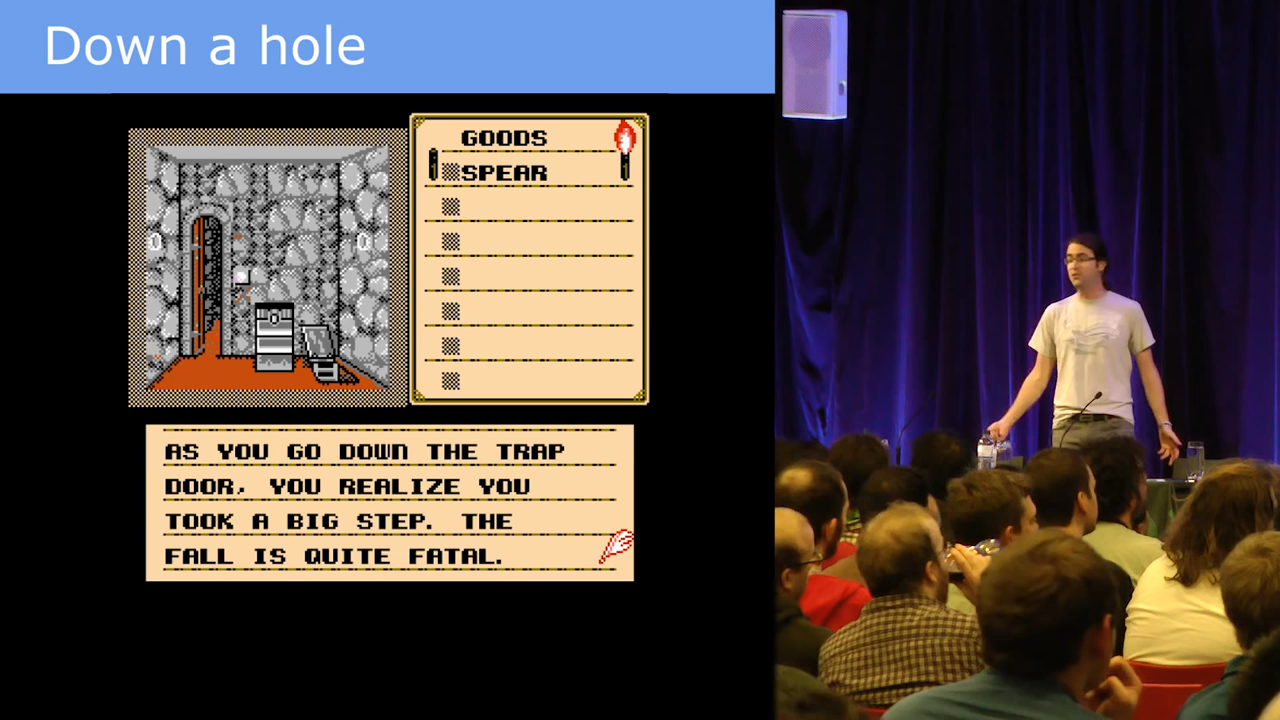 Down a hole
GOODS
SPEAR
AS YOU GO DOWN THE TRAP
DOOR, YOU REALIZE YOU
TOOK A BIG STEP. THE
FALL IS QUITE FATAL.